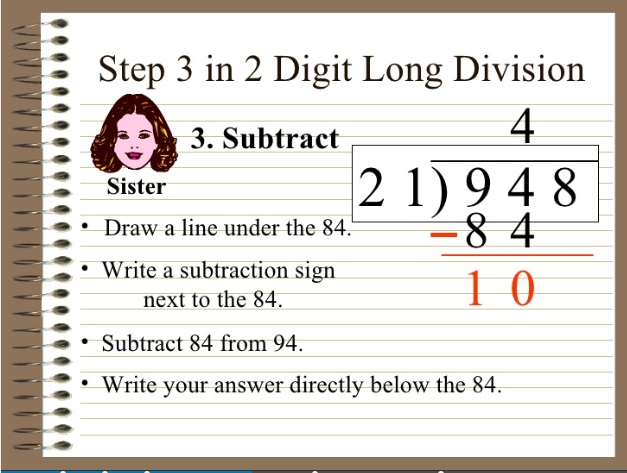 Step 3 in 2 Digit Long Division
3. Subtract
Sister
4
2 1 ) 9 4 8
– 8 4
1 0
• Draw a line under the 84.
• Write a subtraction sign
next to the 84.
• Subtract 84 from 94.
• Write your answer directly below the 84.